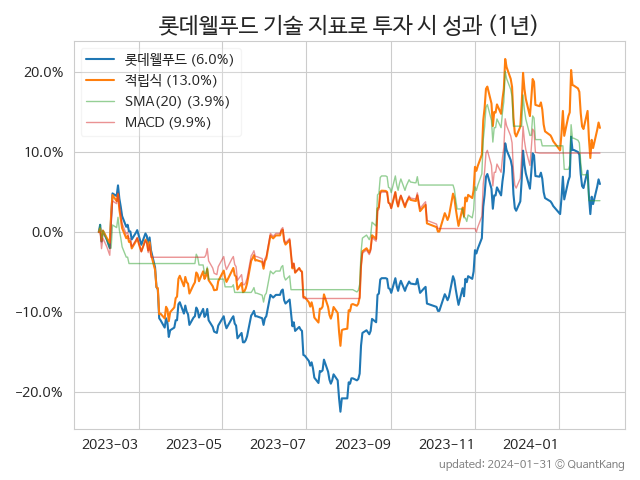 롯데웰푸드 기술 지표로 투자 시 성과 (1년)
롯데웰푸드 (6.0%)
적립식 (13.0%)
SMA(20) (3.9%)
MACD (9.9%)
20.0%
10.0%
0.0%
−10.0%
−20.0%
2023-03 2023-05 2023-07 2023-09 2023-11 2024-01
updated: 2024-01-31 © QuantKang